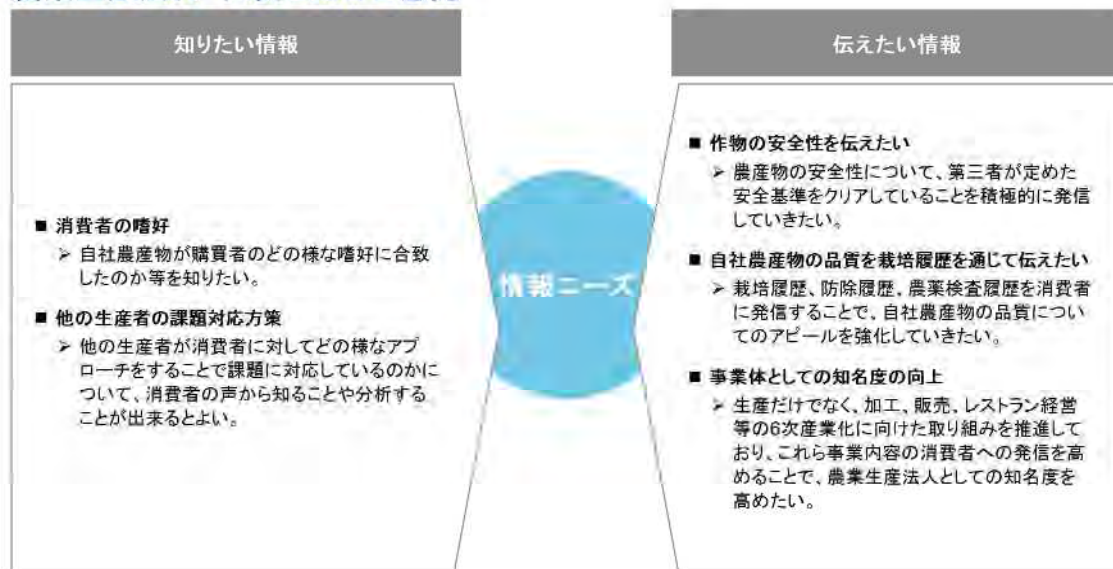 知りたい情報
■ 消費者の嗜好
➢ 自社農産物が購買者のどの様な嗜好に合致
したのか等を知りたい。
■ 他の生産者の課題対応方策
➢ 他の生産者が消費者に対してどの様なアプ
ローチをすることで課題に対応しているのかに
ついて、消費者の声から知ることや分析する
ことが出来るとよい。
情報ニーズ
伝えたい情報
■ 作物の安全性を伝えたい
➢ 農産物の安全性について、第三者が定めた
安全基準をクリアしていることを積極的に発信
していきたい。
■ 自社農産物の品質を栽培履歴を通じて伝えたい
➢ 栽培履歴、防除履歴、農薬検査履歴を消費者
に発信することで、自社農産物の品質につい
てのアピールを強化していきたい。
■ 事業体としての知名度の向上
➢ 生産だけでなく、加工、販売、レストラン経営
等の6次産業化に向けた取り組みを推進して
おり、これら事業内容の消費者への発信を高
めることで、農業生産法人としての知名度を
高めたい。